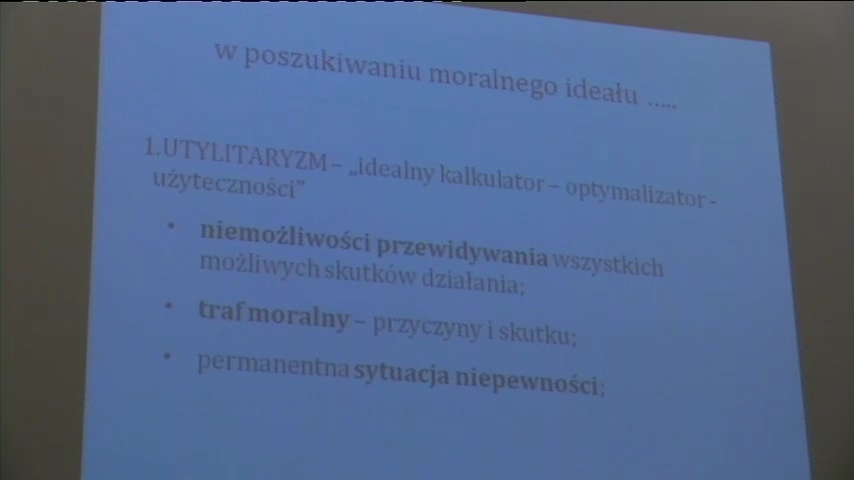 w poszukiwaniu moralnego ideału .....
1.UTYLITARYZM – „idealny kalkulator – optymalizator -
użyteczności”
• niemożliwości przewidywania wszystkich
możliwych skutków działania;
• traf moralny – przyczyny i skutku;
• permanentna sytuacja niepewności;